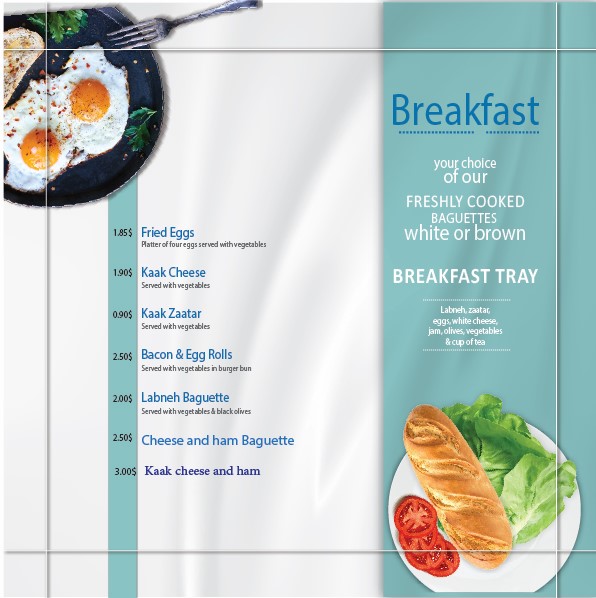 1.85$ Fried Eggs
Platter of four eggs served with vegetables
1.90$ Kaak Cheese
Served with vegetables
0.90$ Kaak Zaatar
Served with vegetables
2.50$ Bacon & Egg Rolls
Served with vegetables in burger bun
2.00$ Labneh Baguette
Served with vegetables & black olives
2.50$ Cheese and ham Baguette
3.00$ Kaak cheese and ham
Breakfast
your choice
of our
FRESHLY COOKED
BAGUETTES
white or brown
BREAKFAST TRAY
Labneh, zaatar,
eggs, white cheese,
jam, olives, vegetables
& cup of tea